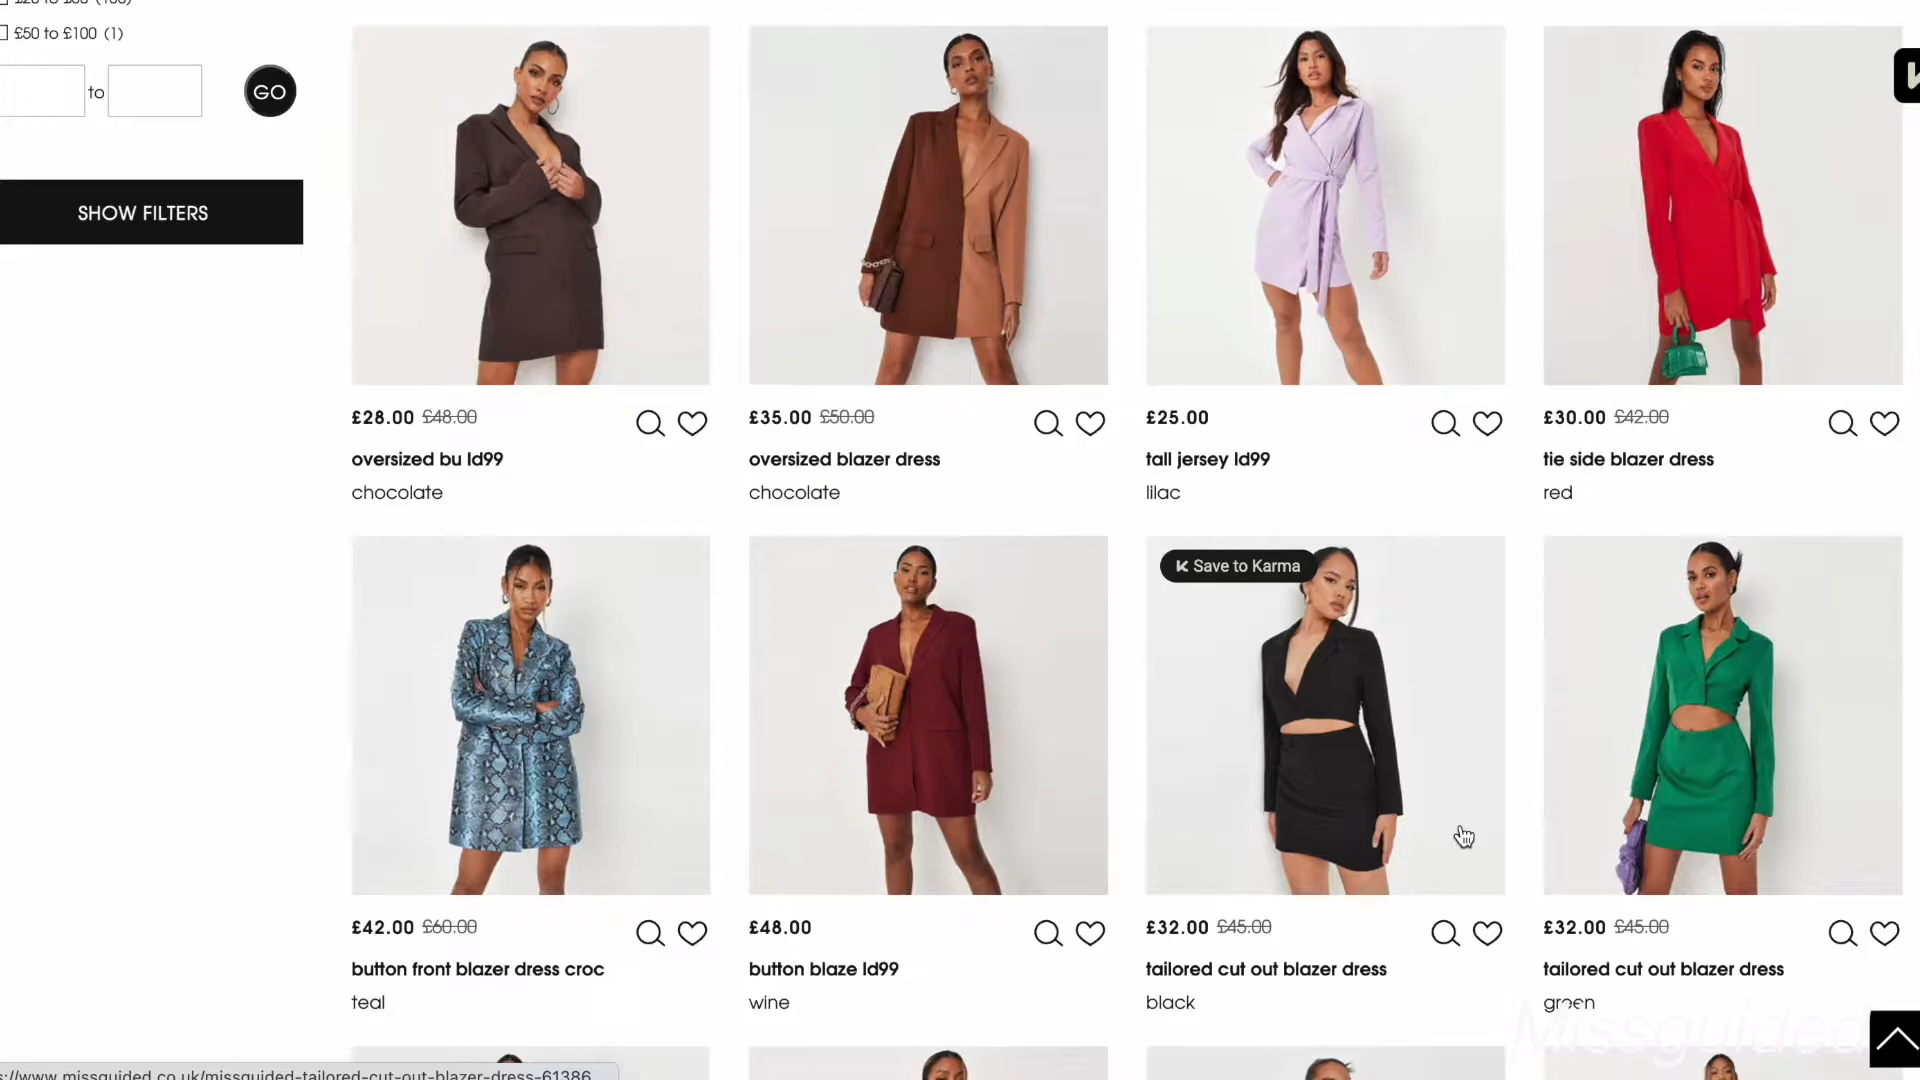 £50 to £100 (1)
to
GO
SHOW FILTERS
£28.00 £48.00
oversized bu ld99
chocolate
£35.00 £50.00
oversized blazer dress
chocolate
£25.00
tall jersey ld99
lilac
£30.00 £42.00
tie side blazer dress
red
Save to Karma
£42.00 £60.00
button front blazer dress croc
teal
£48.00
button blaze ld99
wine
£32.00 £45.00
tailored cut out blazer dress
black
£32.00 £45.00
tailored cut out blazer dress
green
Missguided
s://www.missguided.co.uk/missguided-tailored-cut-out-blazer-dress-61386